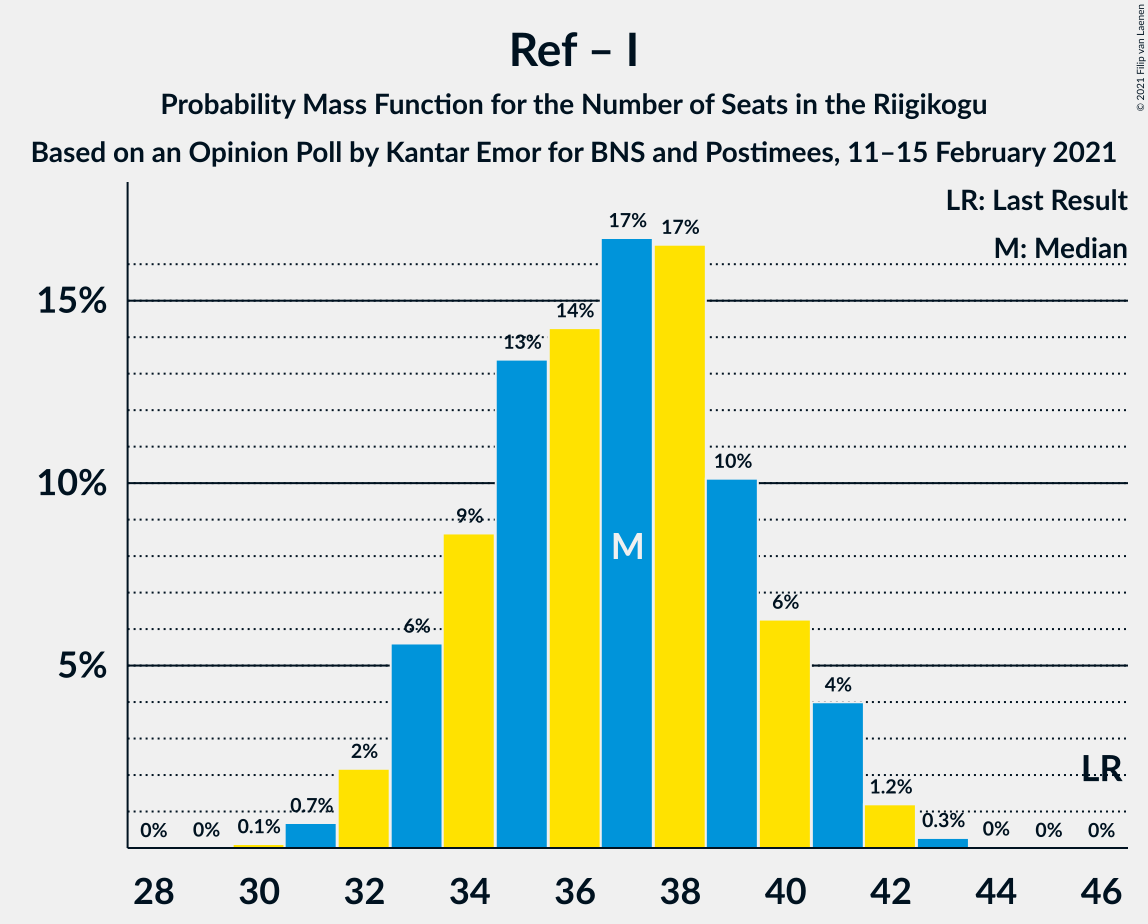 Ref – I
Probability Mass Function for the Number of Seats in the Riigikogu
Based on an Opinion Poll by Kantar Emor for BNS and Postimees, 11–15 February 2021
© 2021 Filip van Laenen
LR: Last Result
M: Median
15%
10%
5%
0%
0%
0.1%
0.7%
2%
6%
9%
13%
14%
17%
17%
10%
6%
4%
1.2%
0.3%
0%
0%
0%
M
LR
28 30 32 34 36 38 40 42 44 46